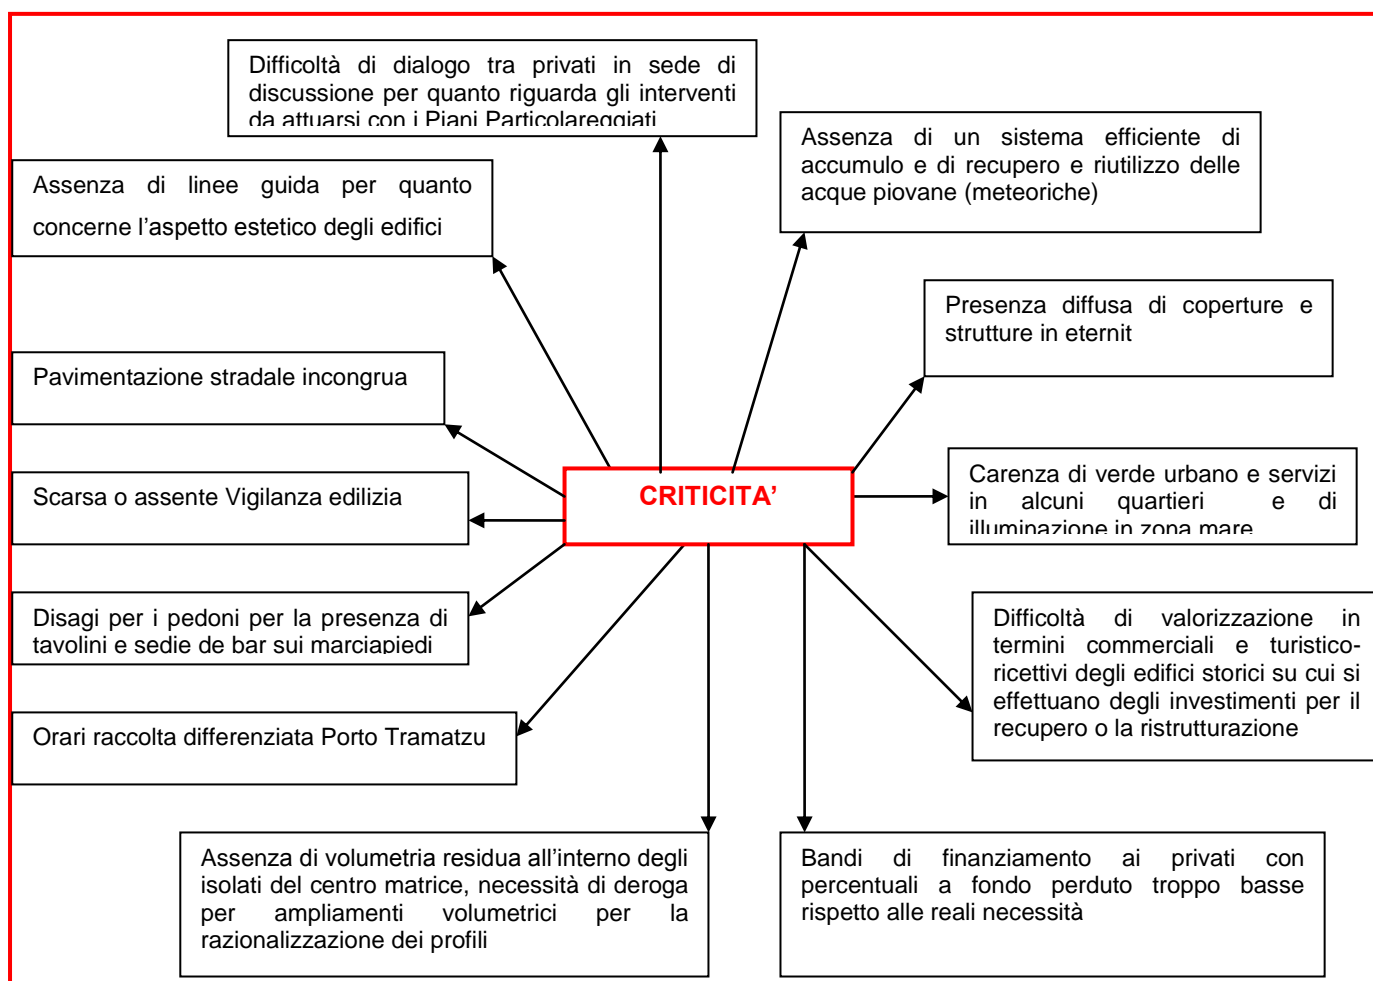 Difficoltà di dialogo tra privati in sede di
discussione per quanto riguarda gli interventi
da attuarsi con i Piani Particolareggiati
Assenza di un sistema efficiente di
accumulo e di recupero e riutilizzo delle
acque piovane (meteoriche)
Assenza di linee guida per quanto
concerne l'aspetto estetico degli edifici
Presenza diffusa di coperture e
strutture in eternit
Pavimentazione stradale incongrua
CRITICITA'
Carenza di verde urbano e servizi
in alcuni quartieri e di
illuminazione in zona mare
Scarsa o assente Vigilanza edilizia
Disagi per i pedoni per la presenza di
tavolini e sedie de bar sui marciapiedi
Difficoltà di valorizzazione in
termini commerciali e turistico-
ricettivi degli edifici storici su cui si
effettuano degli investimenti per il
recupero o la ristrutturazione
Orari raccolta differenziata Porto Tramatzu
Assenza di volumetria residua all'interno degli
isolati del centro matrice, necessità di deroga
per ampliamenti volumetrici per la
razionalizzazione dei profili
Bandi di finanziamento ai privati con
percentuali a fondo perduto troppo basse
rispetto alle reali necessità